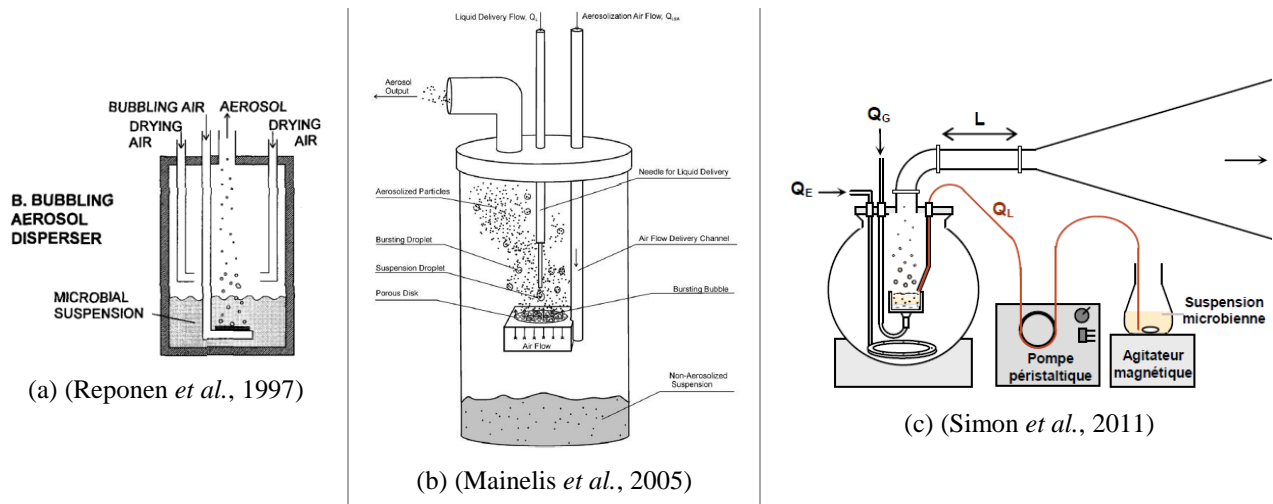 BUBBLING AIR
AEROSOL
DRYING
AIR
DRYING
AIR
B. BUBBLING
AEROSOL
DISPERSER
MICROBIAL
SUSPENSION
(a) (Reponen et al., 1997)
Liquid Delivery Flow, QL
Aerosolization Air Flow, QLSA
Aerosol
Output
Aerosolized Particles
Needle for Liquid Delivery
Bursting Droplet
Air Flow Delivery Channel
Suspension Droplet
Porous Disk
Bursting Bubble
Air Flow
Non-Aerosolized
Suspension
(b) (Mainelis et al., 2005)
QG
L
QE
QL
Suspension
microbienne
Pompe
péristaltique
Agitateur
magnétique
(c) (Simon et al., 2011)